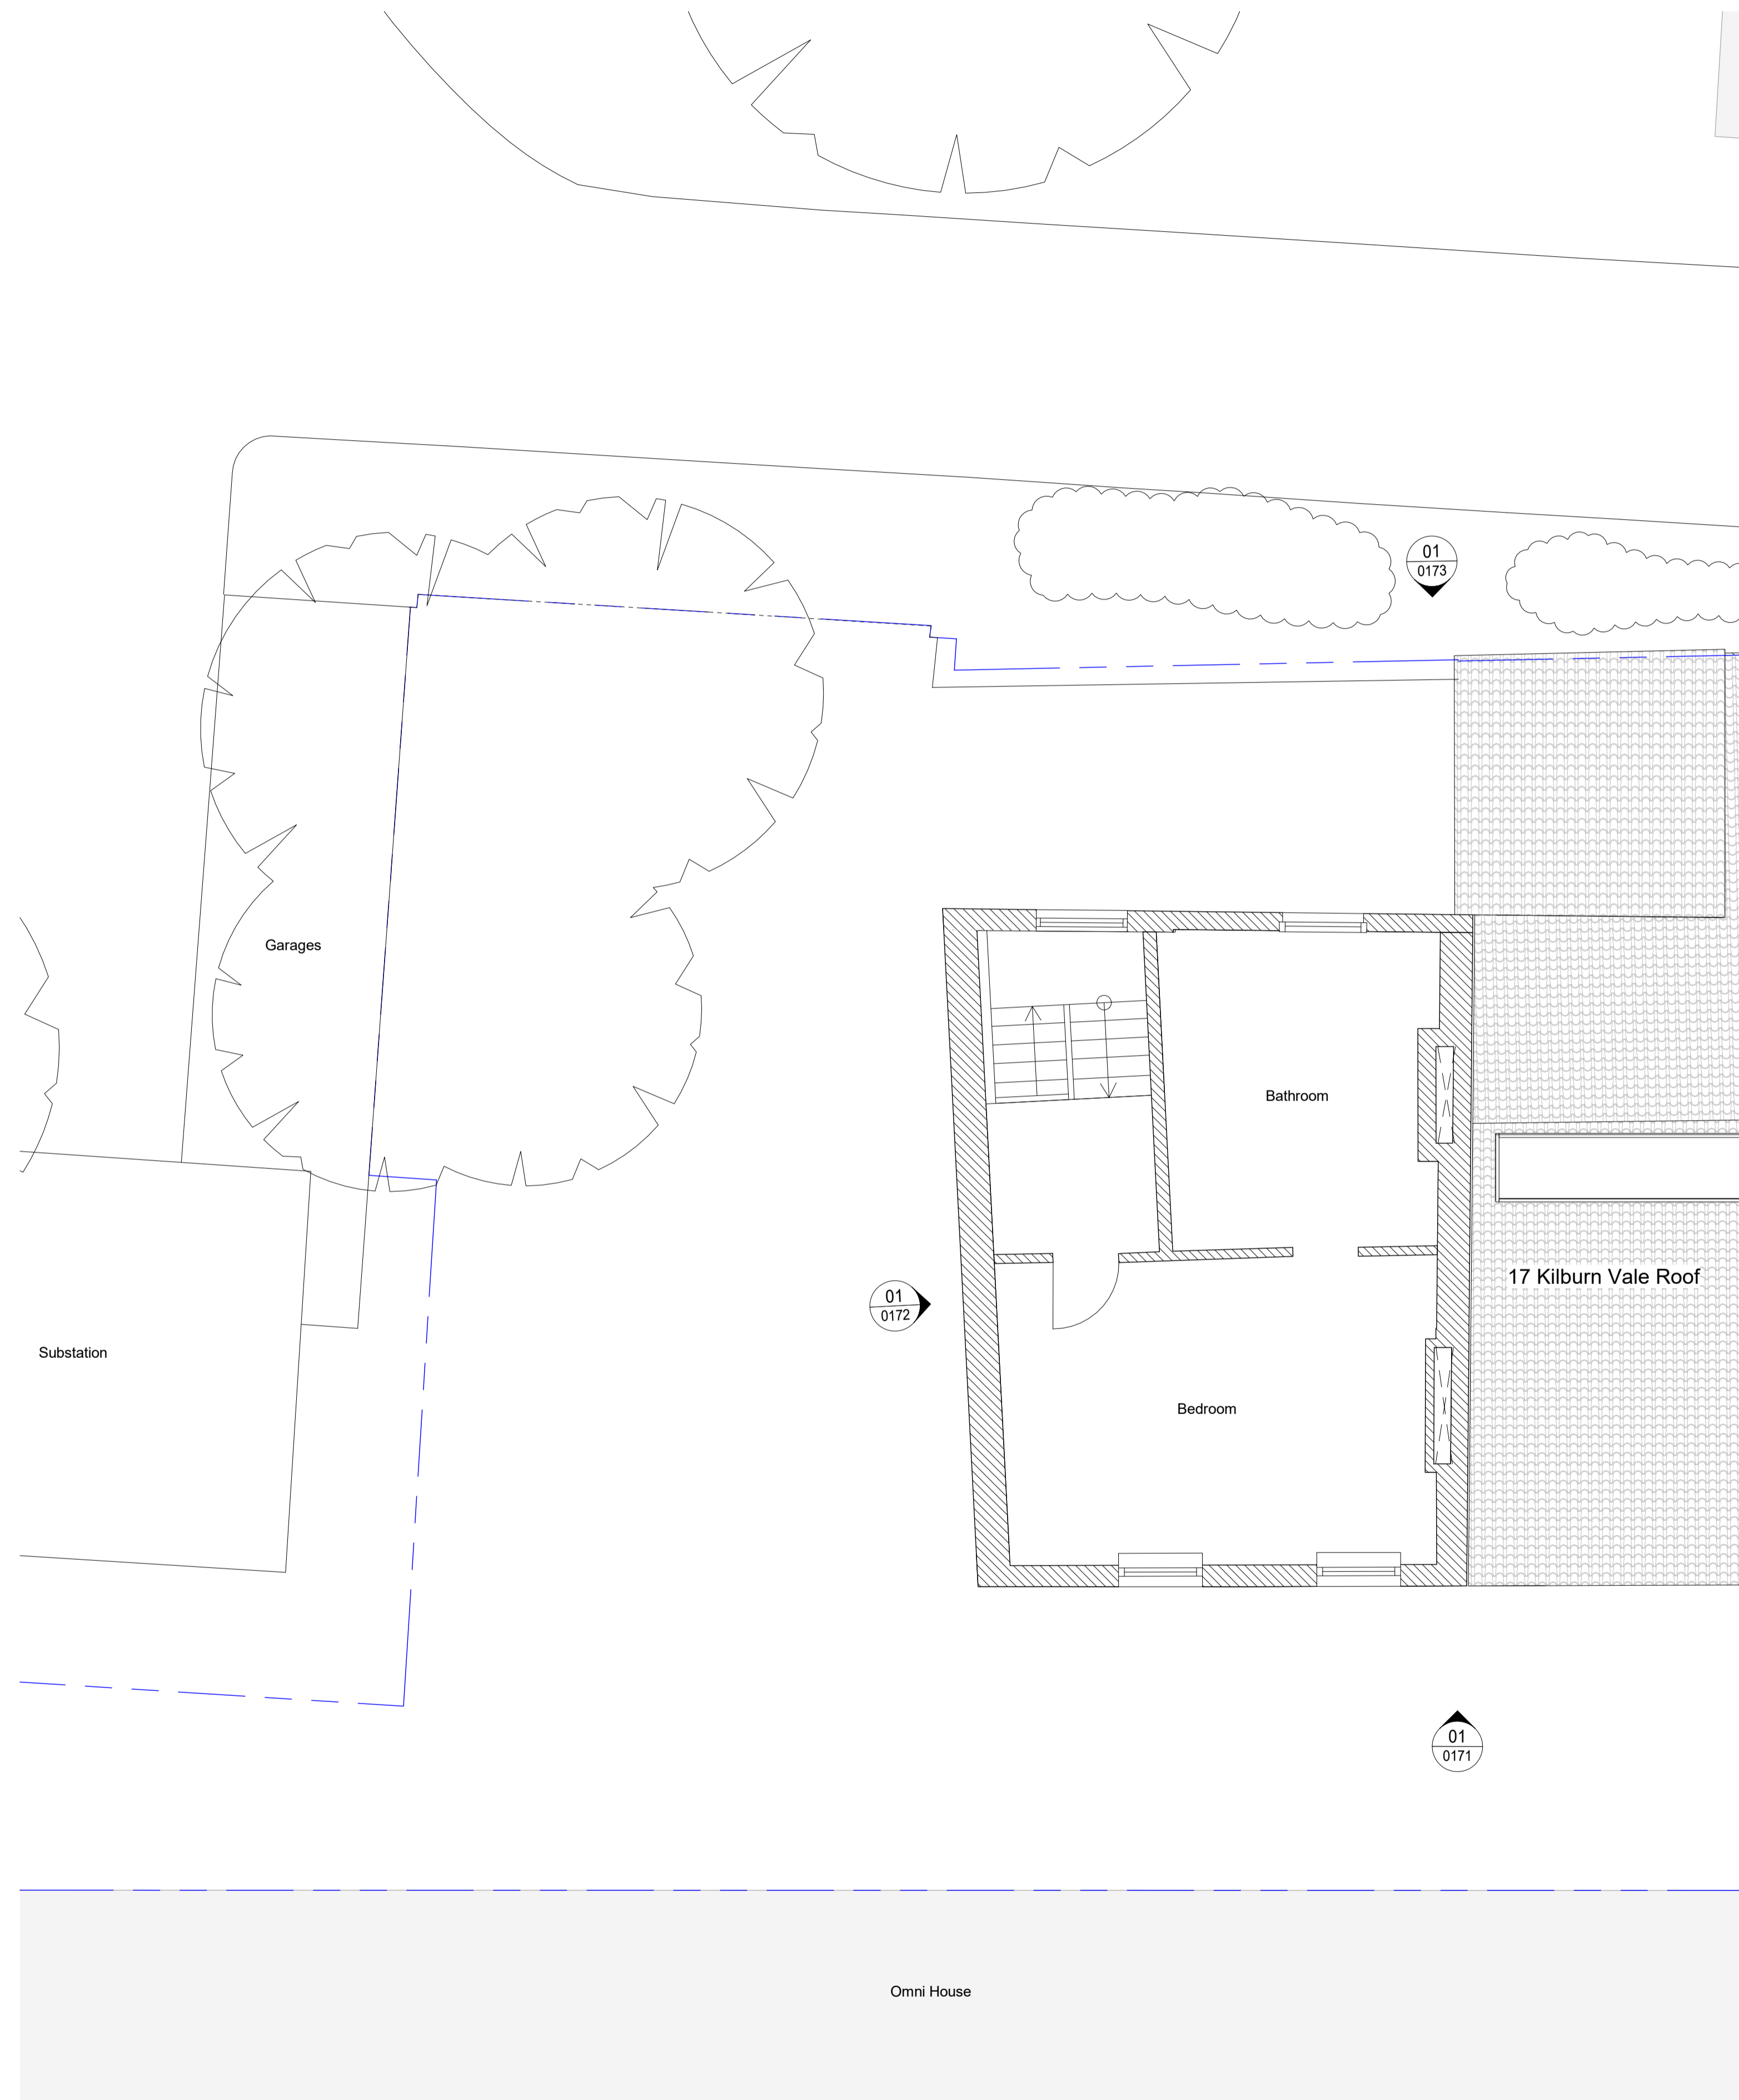 01
0173
Garages
Bathroom
17 Kilburn Vale Roof
01
0172
Substation
Bedroom
01
0171
Omni House